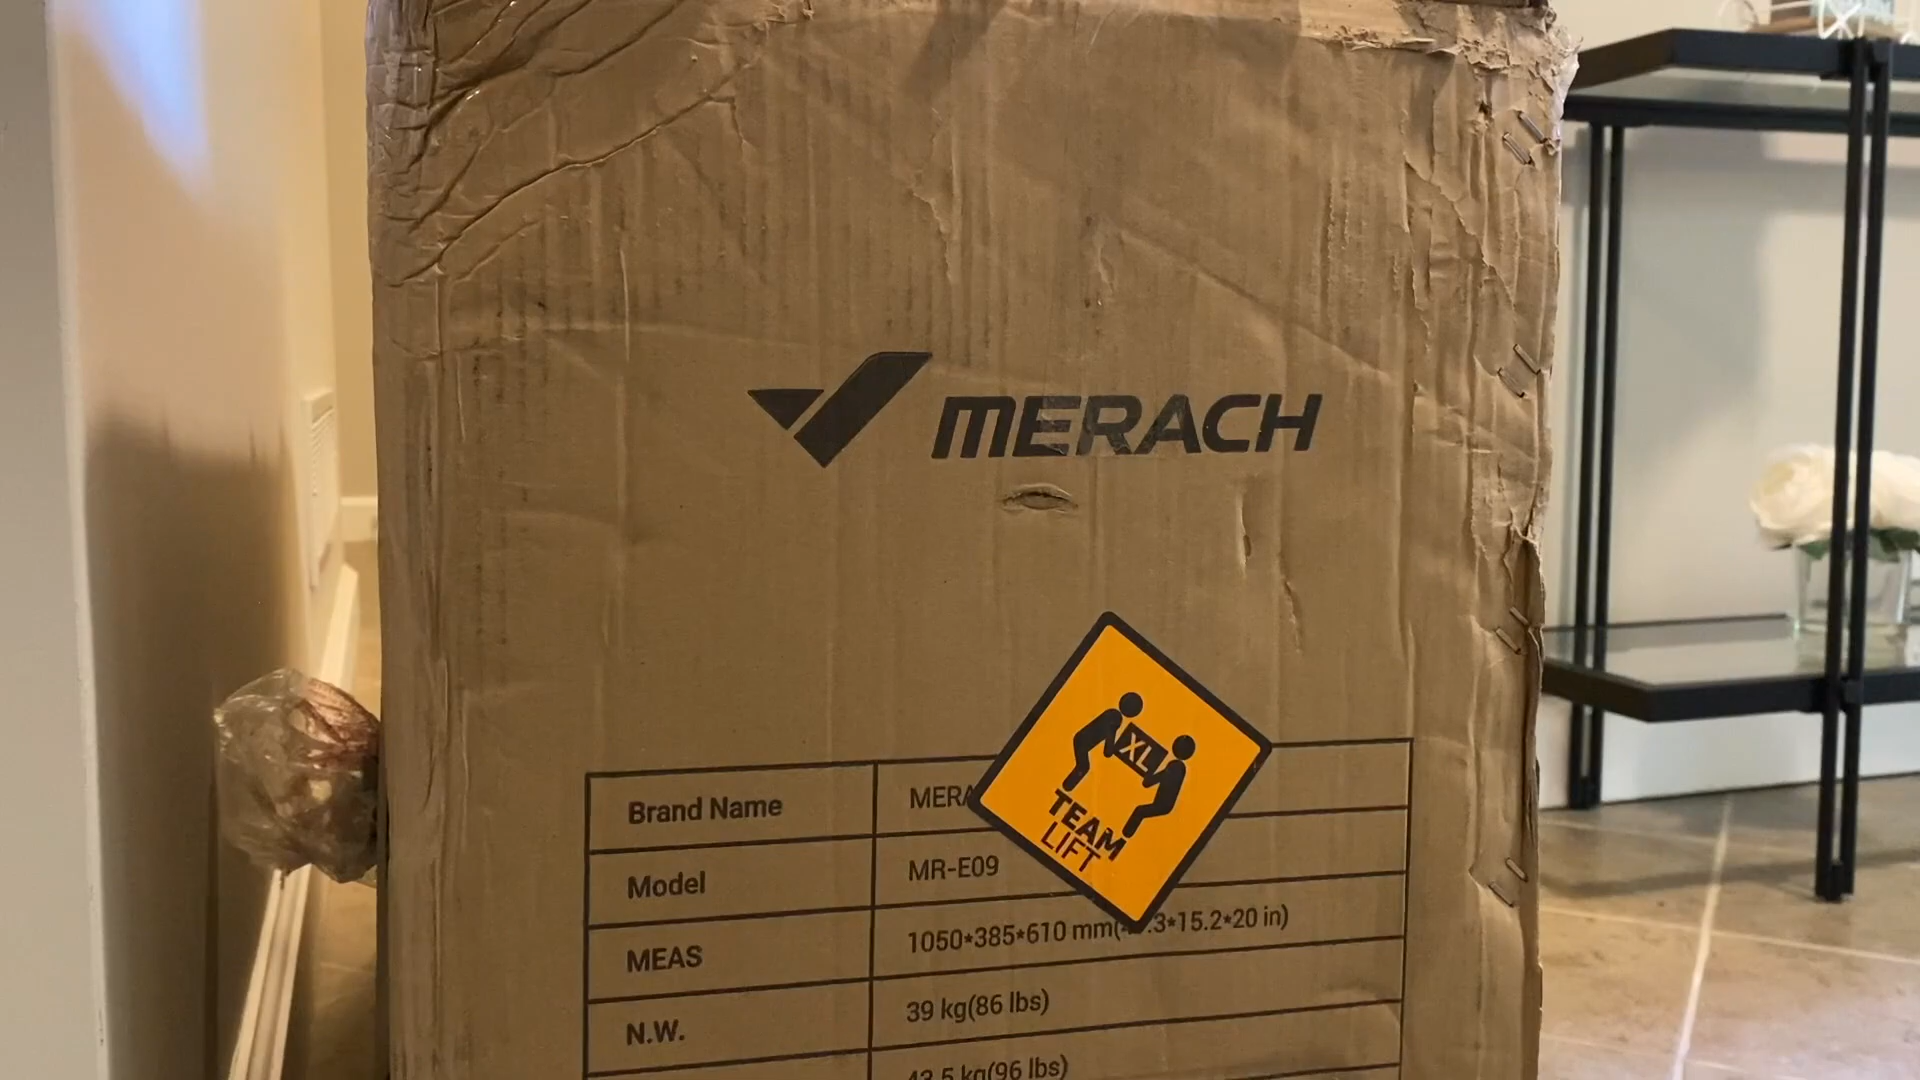 MERACH
XL
TEAM
LIFT
Brand Name
Model MR-E09
MEAS 1050*385*610 mm( .3*15.2*20 in)
N.W. 39 kg(86 lbs)
43.5 kg(96 lbs)